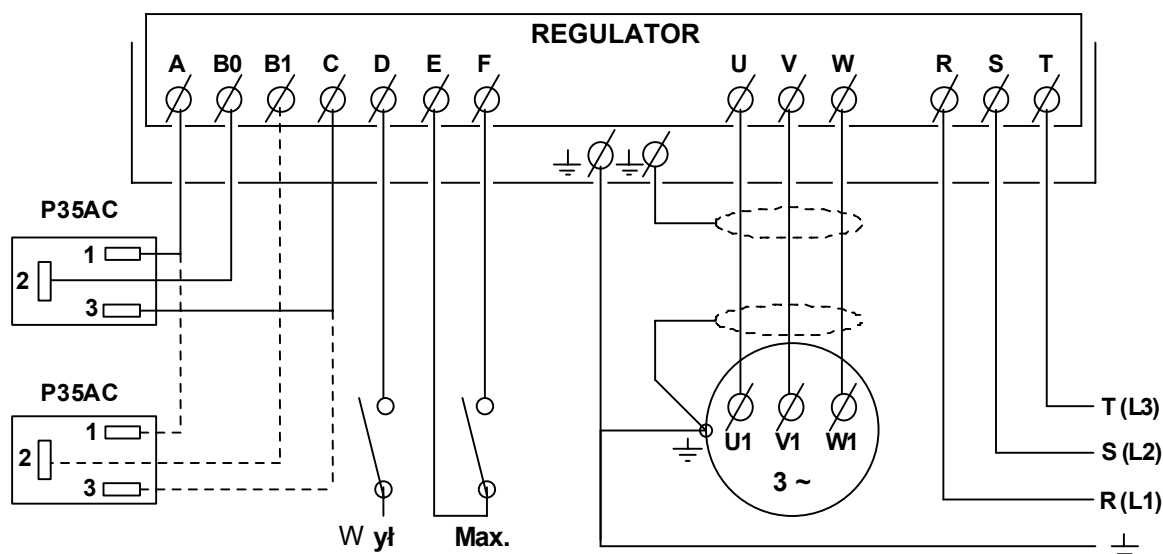 REGULATOR
A B0 B1 C D E F U V W R S T
P35AC
1
2
3
P35AC
1
2
3
W ył
Max.
U1 V1 W1
3 ~
T (L3)
S (L2)
R (L1)